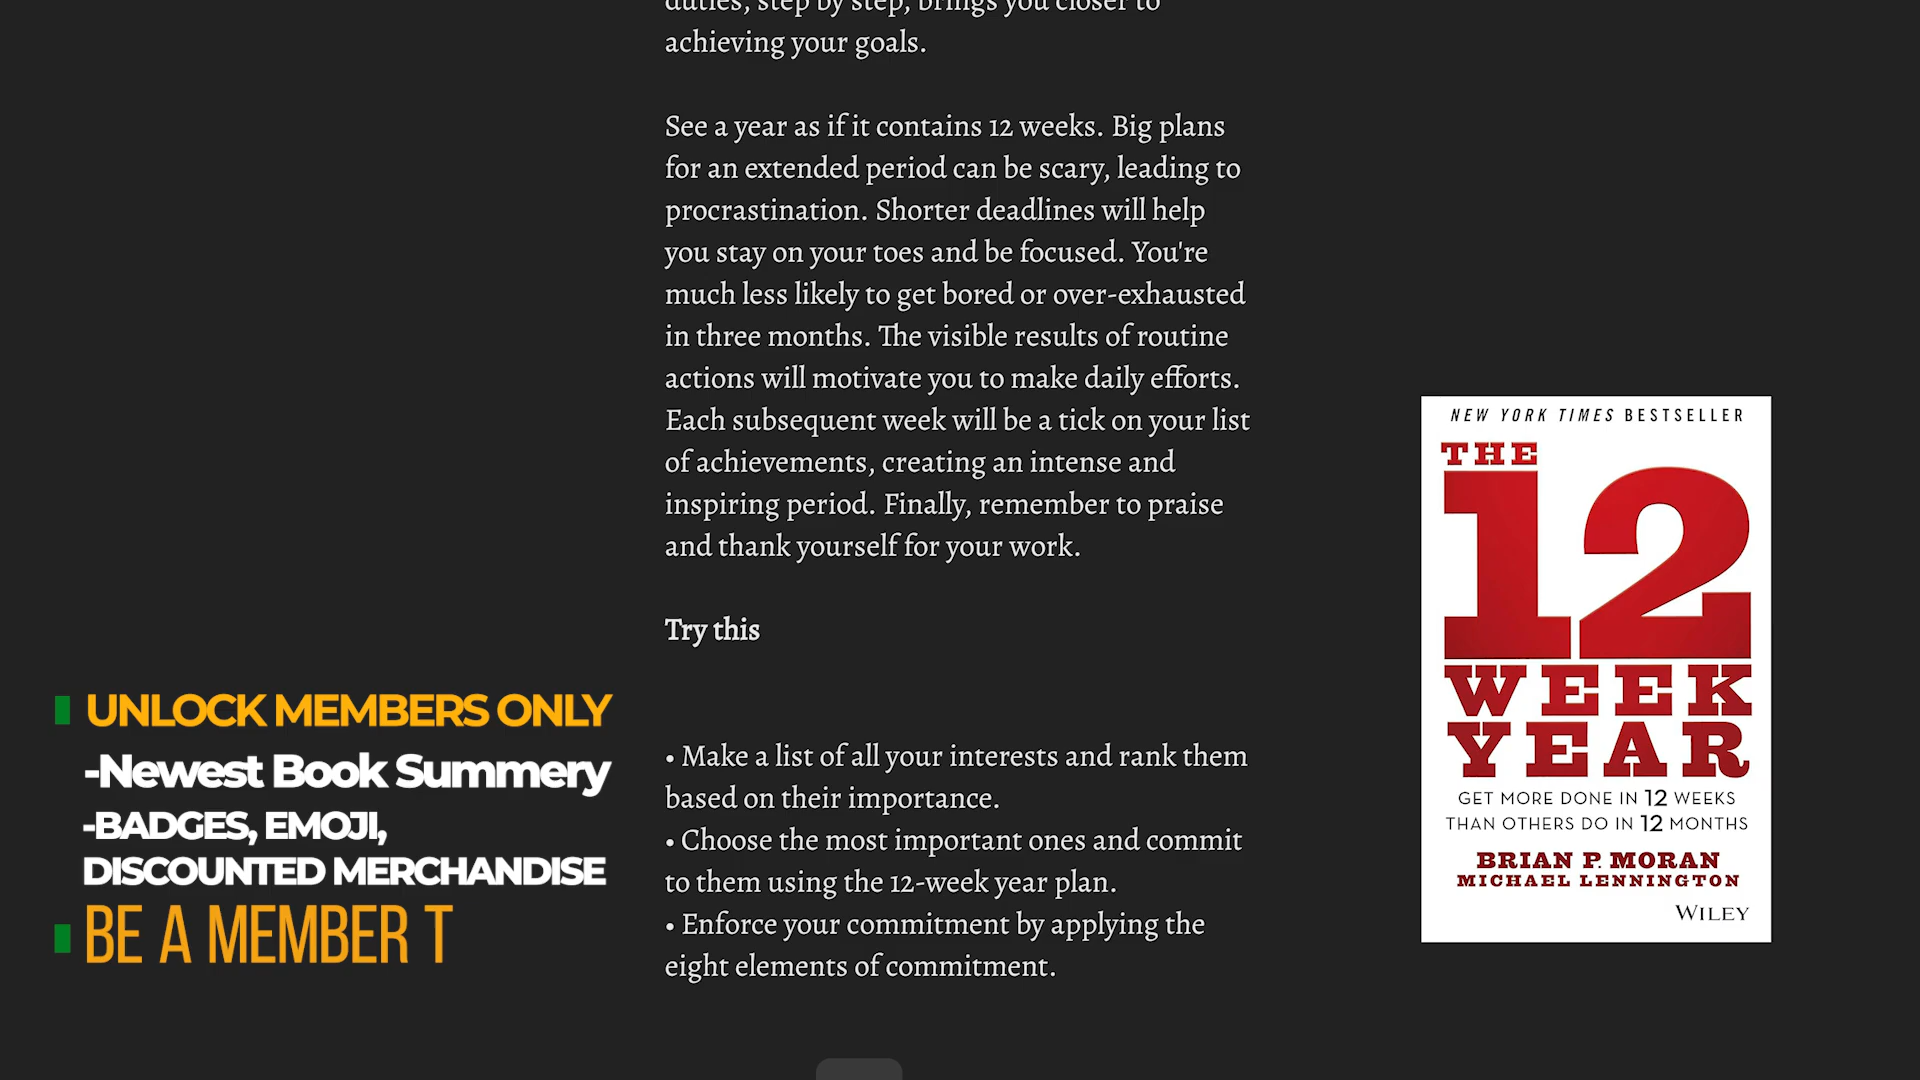 duties, step by step, brings you closer to
achieving your goals.
See a year as if it contains 12 weeks. Big plans
for an extended period can be scary, leading to
procrastination. Shorter deadlines will help
you stay on your toes and be focused. You're
much less likely to get bored or over-exhausted
in three months. The visible results of routine
actions will motivate you to make daily efforts.
Each subsequent week will be a tick on your list
of achievements, creating an intense and
inspiring period. Finally, remember to praise
and thank yourself for your work.
Try this
• Make a list of all your interests and rank them
based on their importance.
• Choose the most important ones and commit
to them using the 12-week year plan.
• Enforce your commitment by applying the
eight elements of commitment.
UNLOCK MEMBERS ONLY
-Newest Book Summery
-BADGES, EMOJI,
DISCOUNTED MERCHANDISE
BE A MEMBER T
NEW YORK TIMES BESTSELLER
THE
12
WEEK
YEAR
GET MORE DONE IN 12 WEEKS
THAN OTHERS DO IN 12 MONTHS
BRIAN P. MORAN
MICHAEL LENNINGTON
WILEY